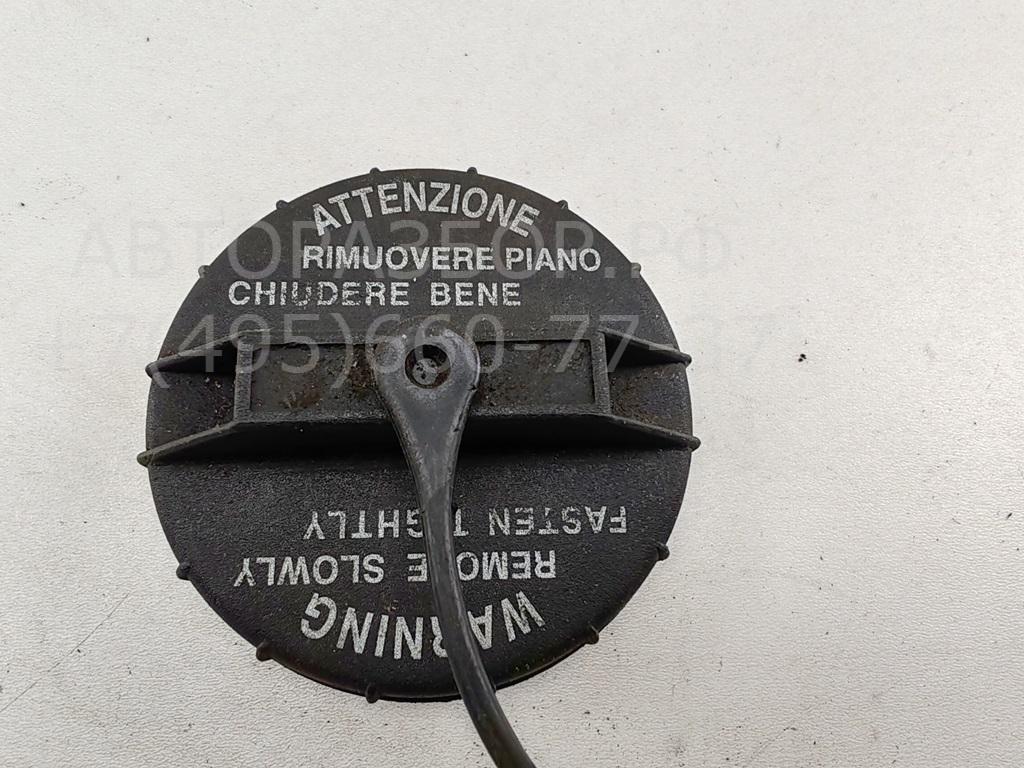 ATTENZIONE
RIMUOVERE PIANO
CHIUDERE BENE
АВТОРАЗБОР.РФ
WARNING
REMOVE SLOWLY
FASTEN TIGHTLY